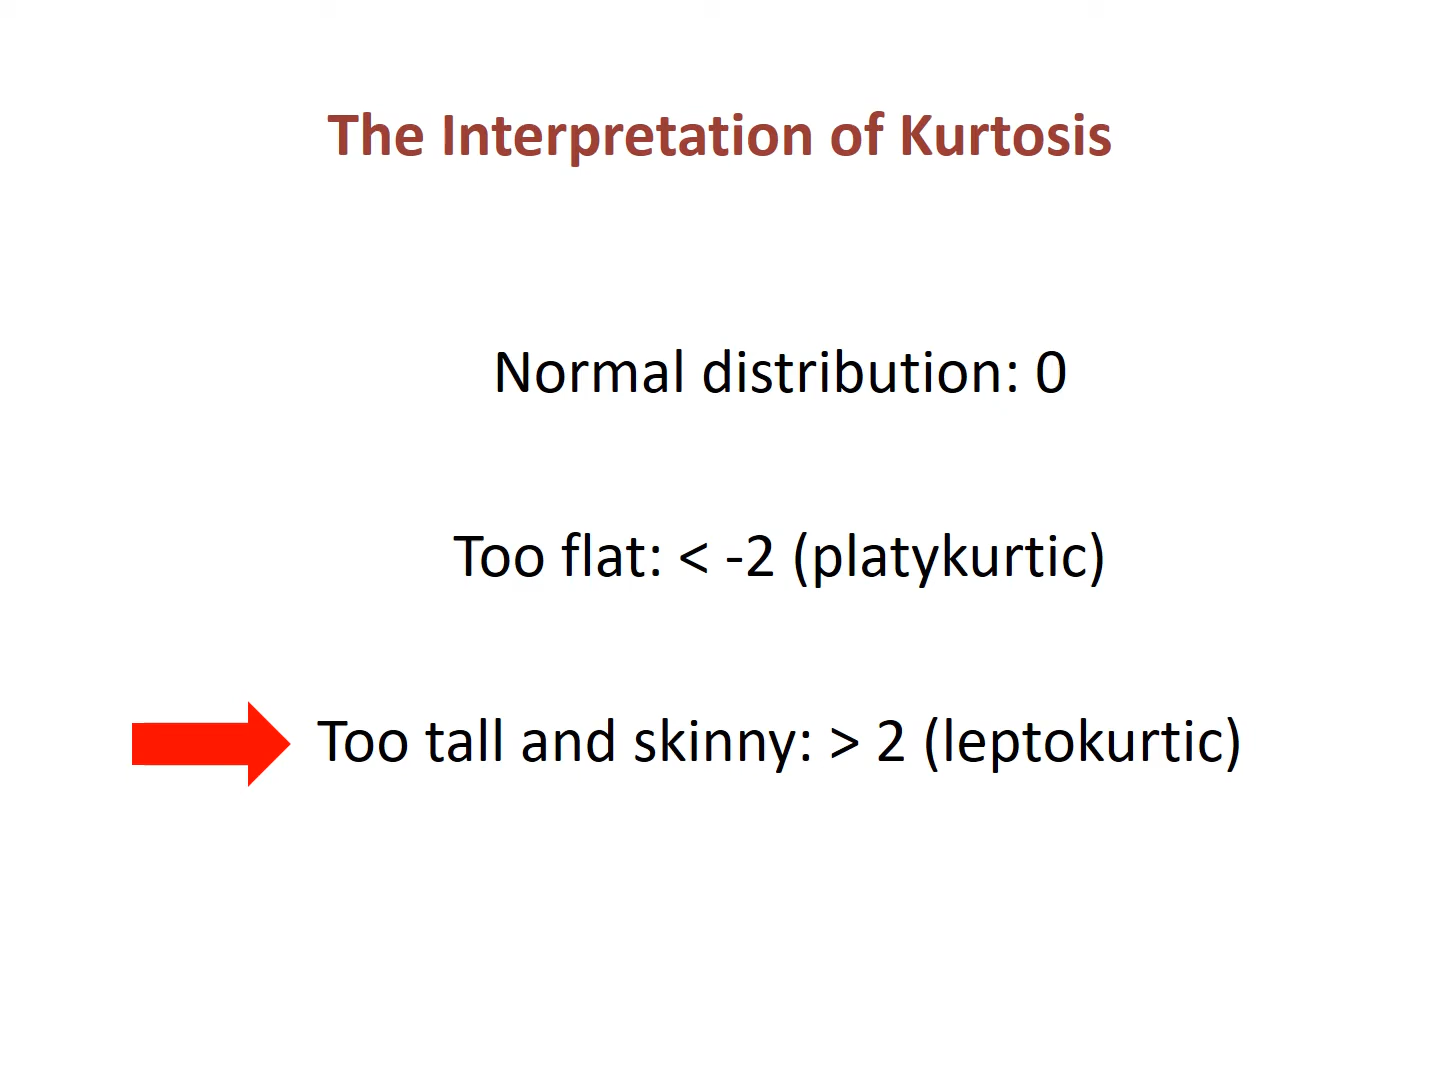 The Interpretation of Kurtosis
Normal distribution: 0
Too flat: < -2 (platykurtic)
Too tall and skinny: > 2 (leptokurtic)